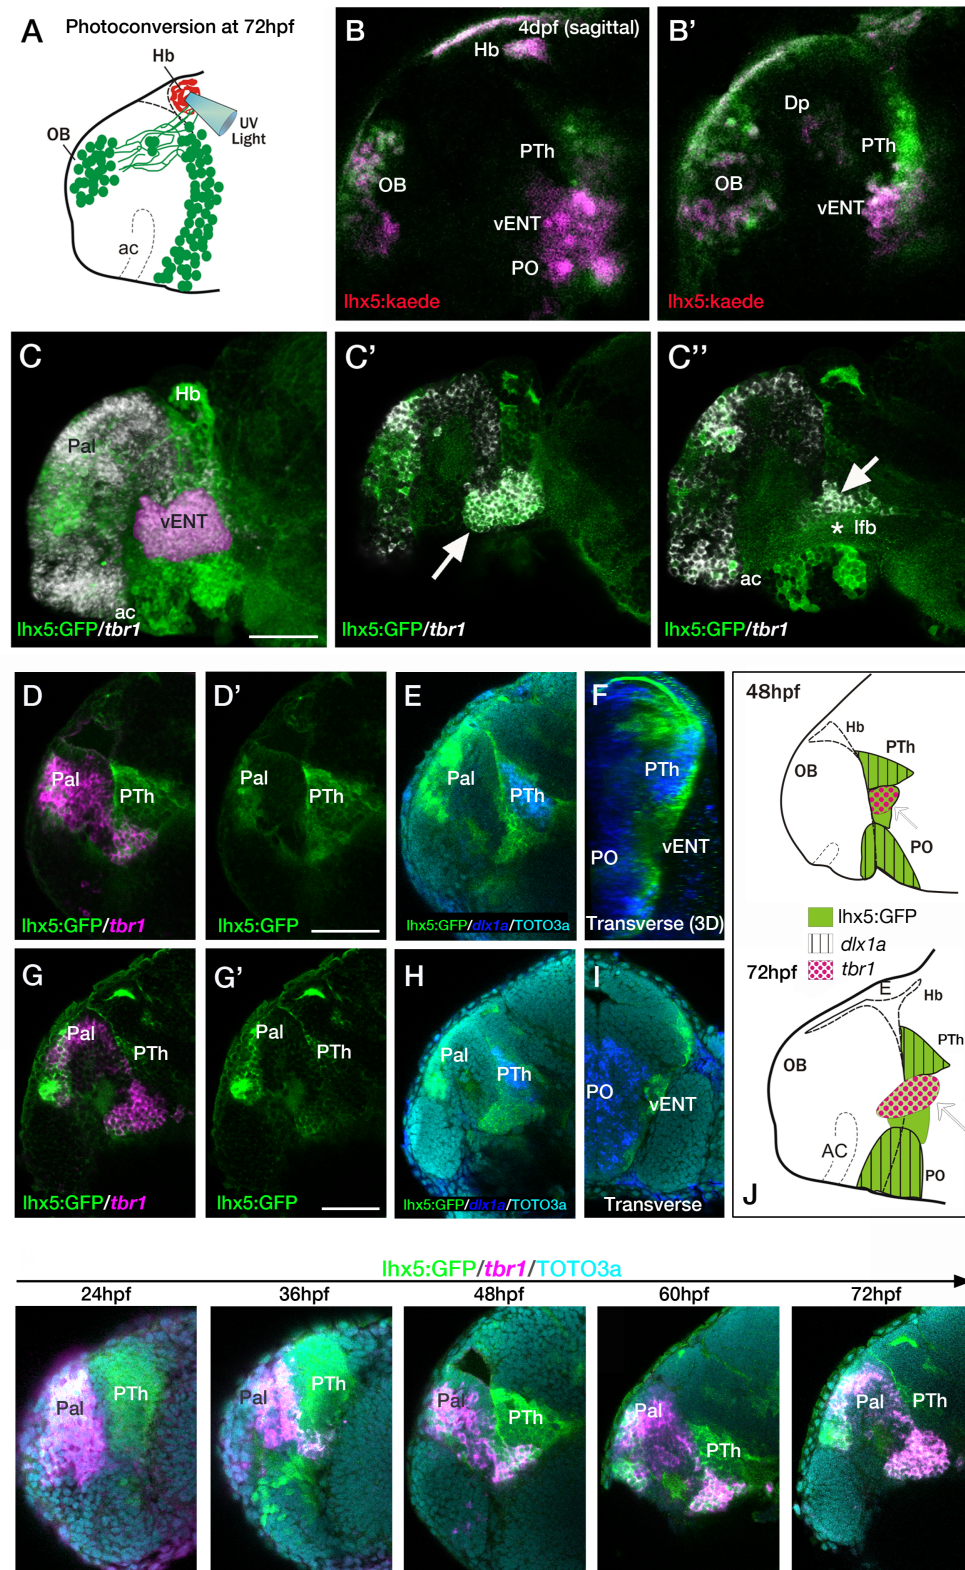 A
Photoconversion at 72hpf
Hb
OB
UV
Light
ac
B
4dpf (sagittal)
Hb
PTh
OB
vENT
PO
lhx5:kaede
B'
Dp
PTh
OB
vENT
lhx5:kaede
C
Hb
Pal
vENT
ac
lhx5:GFP/tbr1
C'
lhx5:GFP/tbr1
C''
* lfb
ac
lhx5:GFP/tbr1
D
Pal
PTh
lhx5:GFP/tbr1
D'
Pal
PTh
lhx5:GFP
E
Pal
PTh
lhx5:GFP/dlx1a/TOTO3a
F
PTh
PO
vENT
Transverse (3D)
G
Pal
PTh
lhx5:GFP/tbr1
G'
Pal
PTh
lhx5:GFP
H
Pal
PTh
lhx5:GFP/dlx1a/TOTO3a
I
PO
vENT
Transverse
48hpf
Hb
PTh
OB
PO
lhx5:GFP
dlx1a
tbr1
72hpf
E
Hb
PTh
OB
AC
PO
J
lhx5:GFP/tbr1/TOTO3a
24hpf
36hpf
48hpf
60hpf
72hpf
Pal
PTh
Pal
PTh
Pal
PTh
Pal
PTh
Pal
PTh